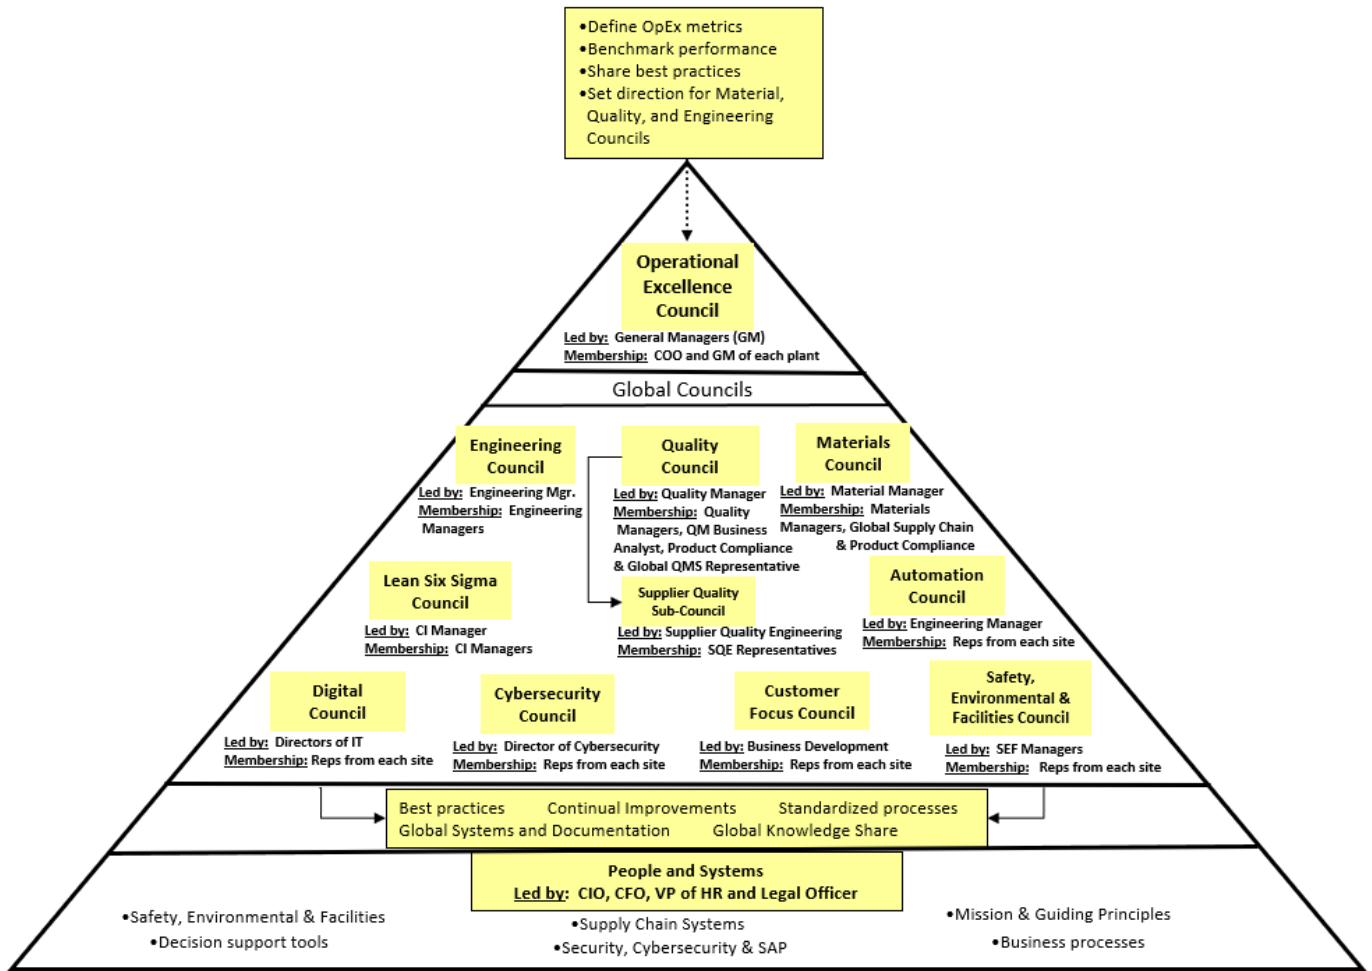 •Define OpEx metrics
•Benchmark performance
•Share best practices
•Set direction for Material,
Quality, and Engineering
Councils
Operational
Excellence
Council
Led by: General Managers (GM)
Membership: COO and GM of each plant
Global Councils
Engineering
Council
Led by: Engineering Mgr.
Membership: Engineering
Managers
Quality
Council
Led by: Quality Manager
Membership: Quality
Managers, QM Business
Analyst, Product Compliance
& Global QMS Representative
Materials
Council
Led by: Material Manager
Membership: Materials
Managers, Global Supply Chain
& Product Compliance
Lean Six Sigma
Council
Led by: CI Manager
Membership: CI Managers
Supplier Quality
Sub-Council
Led by: Supplier Quality Engineering
Membership: SQE Representatives
Automation
Council
Led by: Engineering Manager
Membership: Reps from each site
Digital
Council
Led by: Directors of IT
Membership: Reps from each site
Cybersecurity
Council
Led by: Director of Cybersecurity
Membership: Reps from each site
Customer
Focus Council
Led by: Business Development
Membership: Reps from each site
Safety,
Environmental &
Facilities Council
Led by: SEF Managers
Membership: Reps from each site
Best practices Continual Improvements Standardized processes
Global Systems and Documentation Global Knowledge Share
People and Systems
Led by: CIO, CFO, VP of HR and Legal Officer
•Safety, Environmental & Facilities
•Decision support tools
•Supply Chain Systems
•Security, Cybersecurity & SAP
•Mission & Guiding Principles
•Business processes